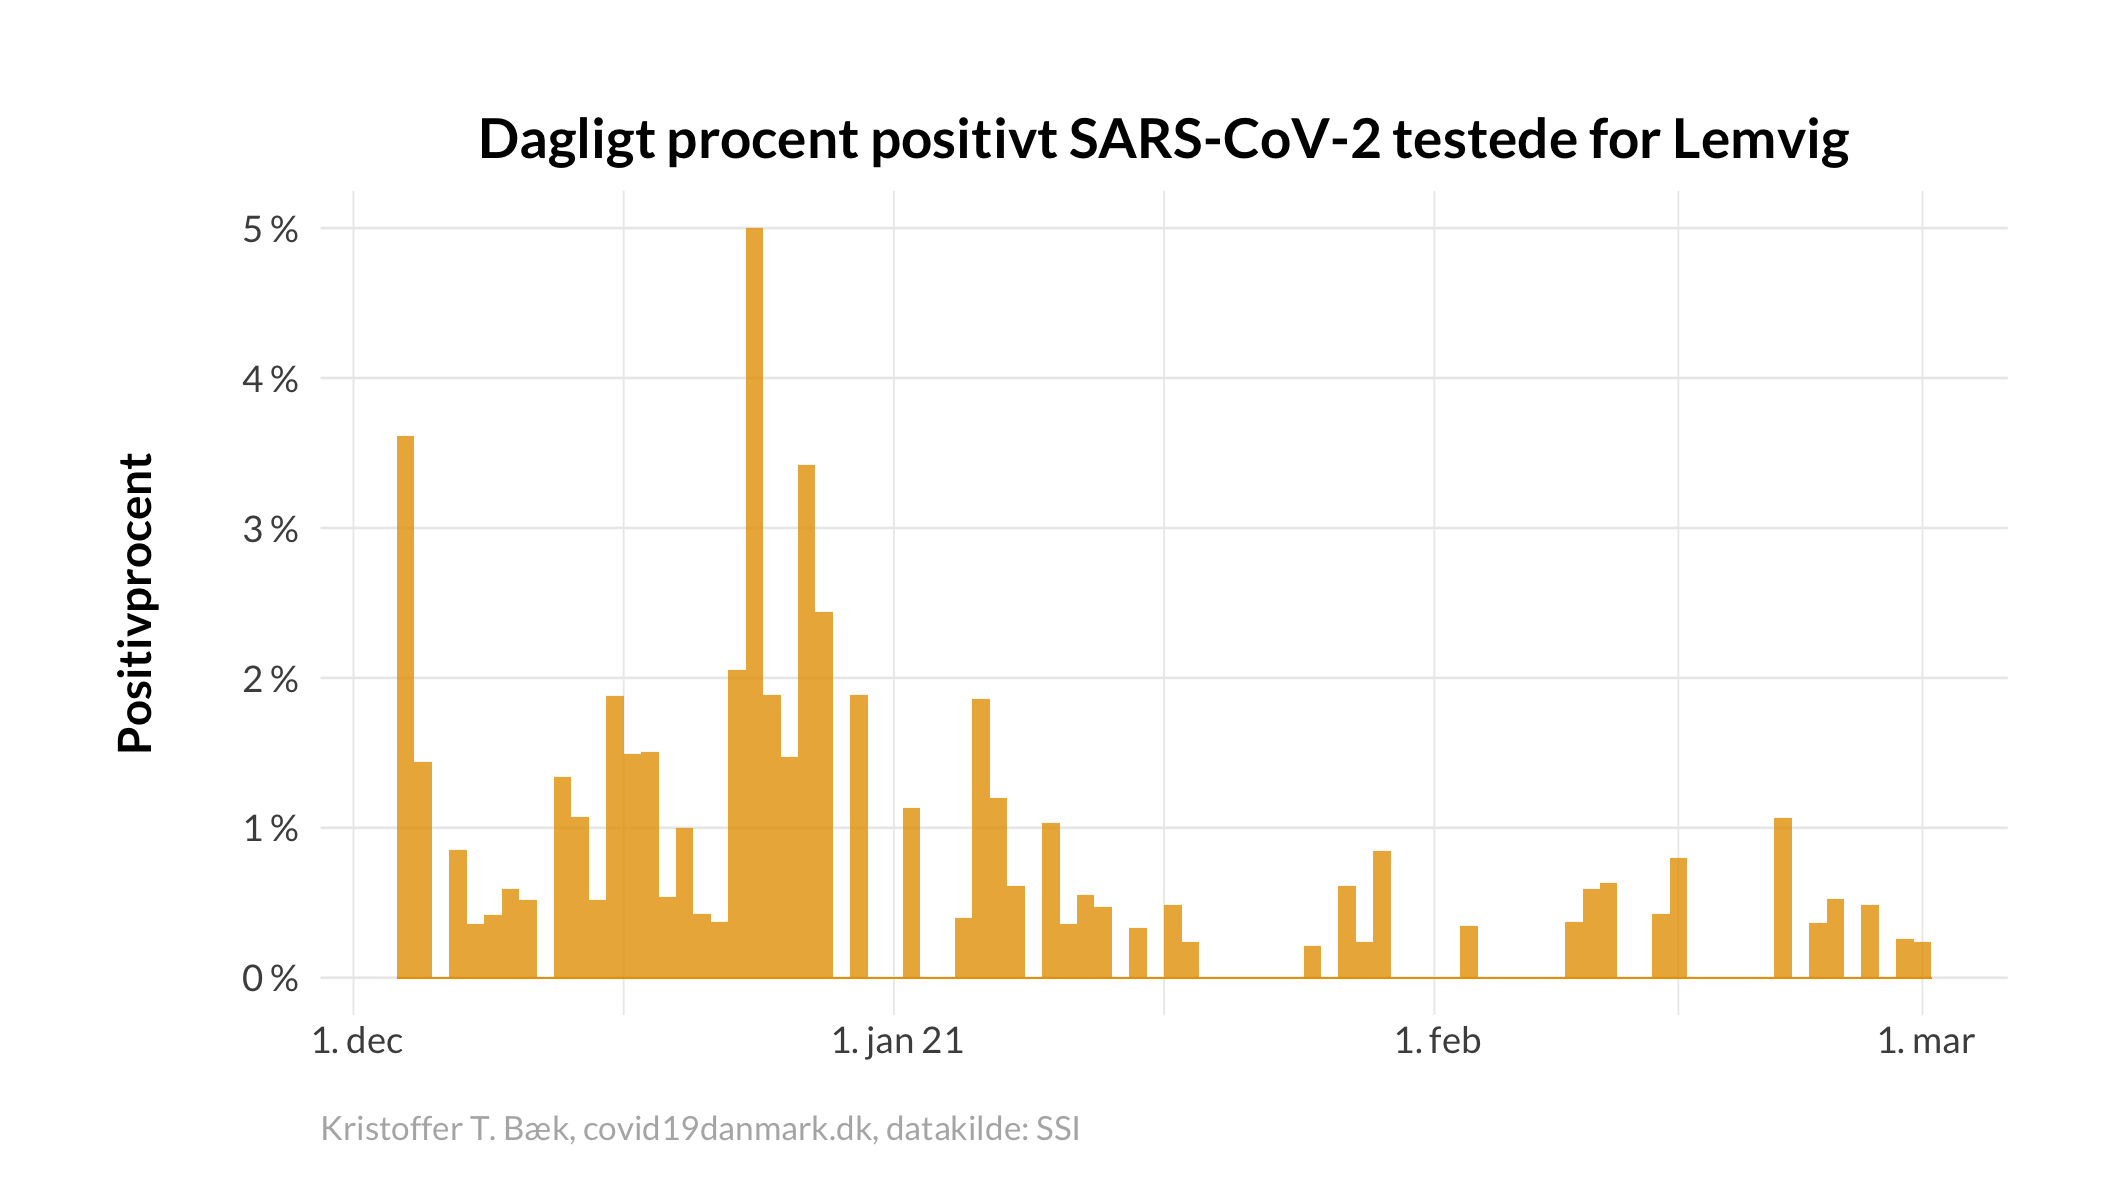 Dagligt procent positivt SARS-CoV-2 testede for Lemvig
Positivprocent
5 %
4 %
3 %
2 %
1 %
0 %
1. dec
1. jan 21
1. feb
1. mar
Kristoffer T. Bæk, covid19danmark.dk, datakilde: SSI